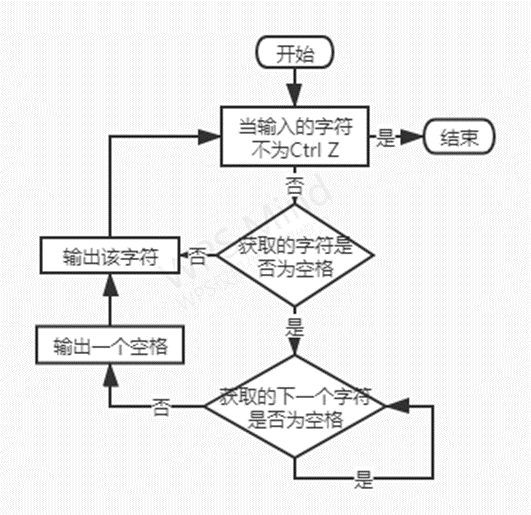 开始
当输入的字符
不为Ctrl Z
是
结束
否
输出该字符
否
获取的字符是
否为空格
WPS Mind
是
输出一个空格
获取的下一个字符
是否为空格
否
是